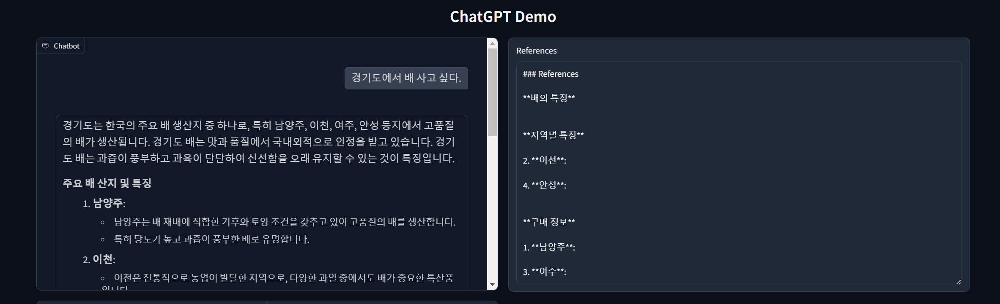 ChatGPT Demo
Chatbot
경기도에서 배 사고 싶다.
경기도는 한국의 주요 배 생산지 중 하나로, 특히 남양주, 이천, 여주, 안성 등지에서 고품질
의 배가 생산됩니다. 경기도 배는 맛과 품질에서 국내외적으로 인정을 받고 있습니다. 경기
도 배는 과즙이 풍부하고 과육이 단단하여 신선함을 오래 유지할 수 있는 것이 특징입니다.
주요 배 산지 및 특징
1. 남양주:
◦ 남양주는 배 재배에 적합한 기후와 토양 조건을 갖추고 있어 고품질의 배를 생산합니다.
◦ 특히 당도가 높고 과즙이 풍부한 배로 유명합니다.
2. 이천:
◦ 이천은 전통적으로 농업이 발달한 지역으로, 다양한 과일 중에서도 배가 중요한 특산품
References
### References
**배의 특징**
**지역별 특징**
2. **이천**:
4. **안성**:
**구매 정보**
1. **남양주**:
3. **여주**: